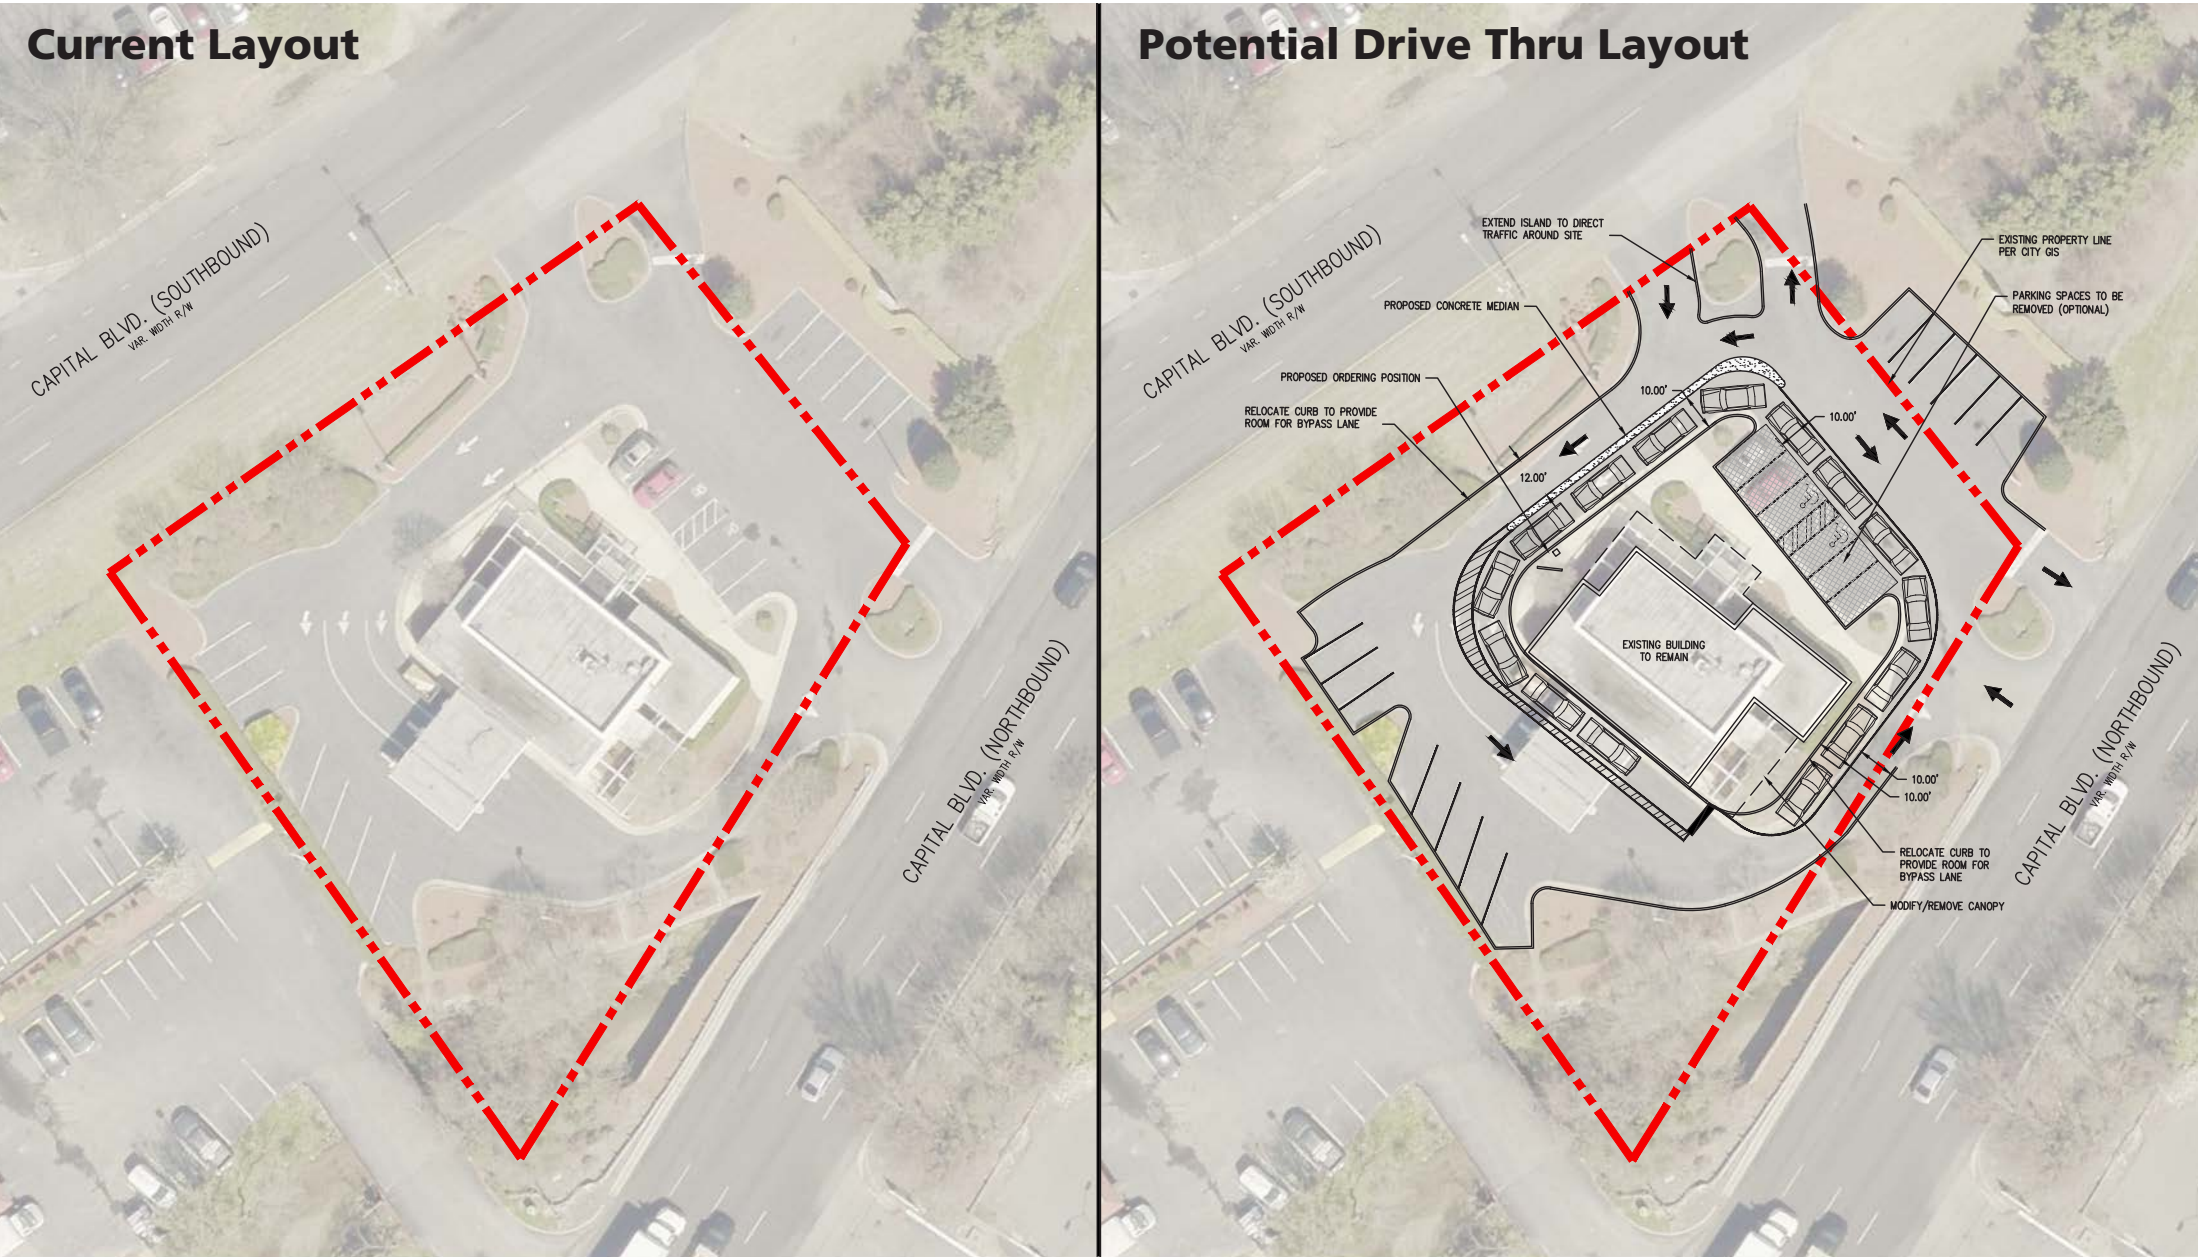 Current Layout
CAPITAL BLVD. (SOUTHBOUND)
VAR. WIDTH R/W
CAPITAL BLVD. (NORTHBOUND)
VAR. WIDTH R/W
Potential Drive Thru Layout
CAPITAL BLVD. (SOUTHBOUND)
VAR. WIDTH R/W
EXTEND ISLAND TO DIRECT
TRAFFIC AROUND SITE
EXISTING PROPERTY LINE
PER CITY GIS
PARKING SPACES TO BE
REMOVED (OPTIONAL)
PROPOSED CONCRETE MEDIAN
PROPOSED ORDERING POSITION
RELOCATE CURB TO PROVIDE
ROOM FOR BYPASS LANE
10.00'
10.00'
12.00'
EXISTING BUILDING
TO REMAIN
10.00'
10.00'
RELOCATE CURB TO
PROVIDE ROOM FOR
BYPASS LANE
MODIFY/REMOVE CANOPY
CAPITAL BLVD. (NORTHBOUND)
VAR. WIDTH R/W